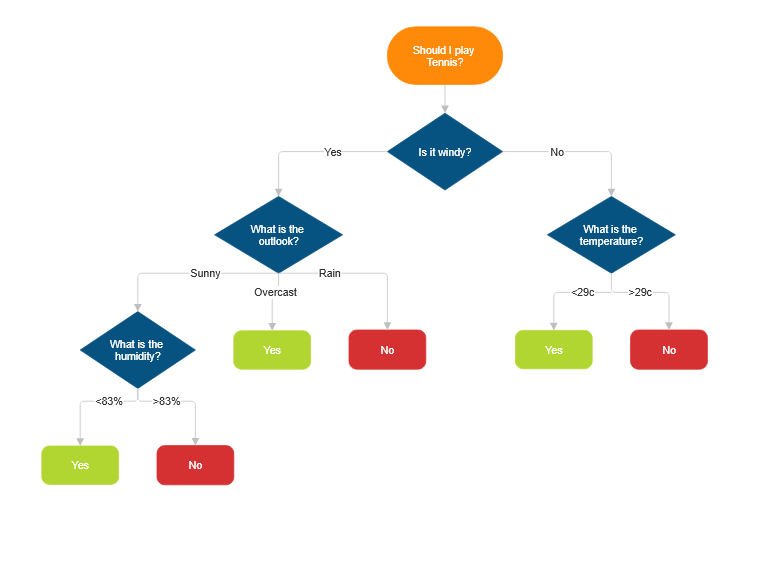 Should I play
Tennis?
Is it windy?
Yes
No
What is the
outlook?
What is the
temperature?
Sunny
Rain
Overcast
<29c
>29c
What is the
humidity?
Yes
No
Yes
No
<83%
>83%
Yes
No